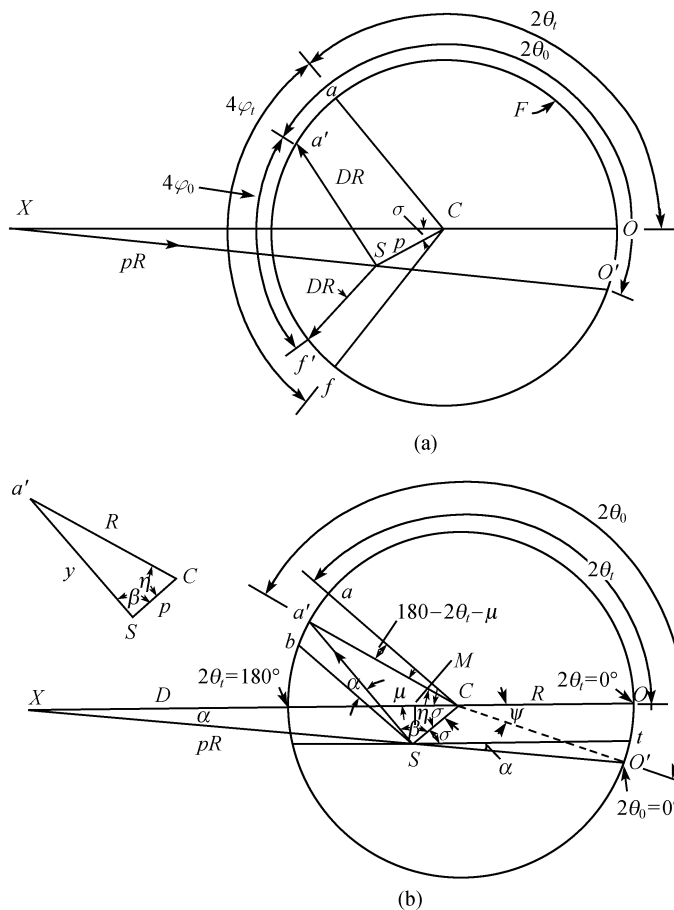 2θt
2θ0
4φt
a
F
a′
4φ0
DR
X
σ
C
O
S
p
O′
pR
DR
f′
f
(a)
a′
R
y
η
C
β
p
S
2θ0
2θt
a
a′
180−2θt−μ
b
M
2θt=180°
2θt=0°
X
D
α
μ
C
R
O
α
η
σ
ψ
pR
β
σ
t
S
α
O′
2θ0=0°
(b)